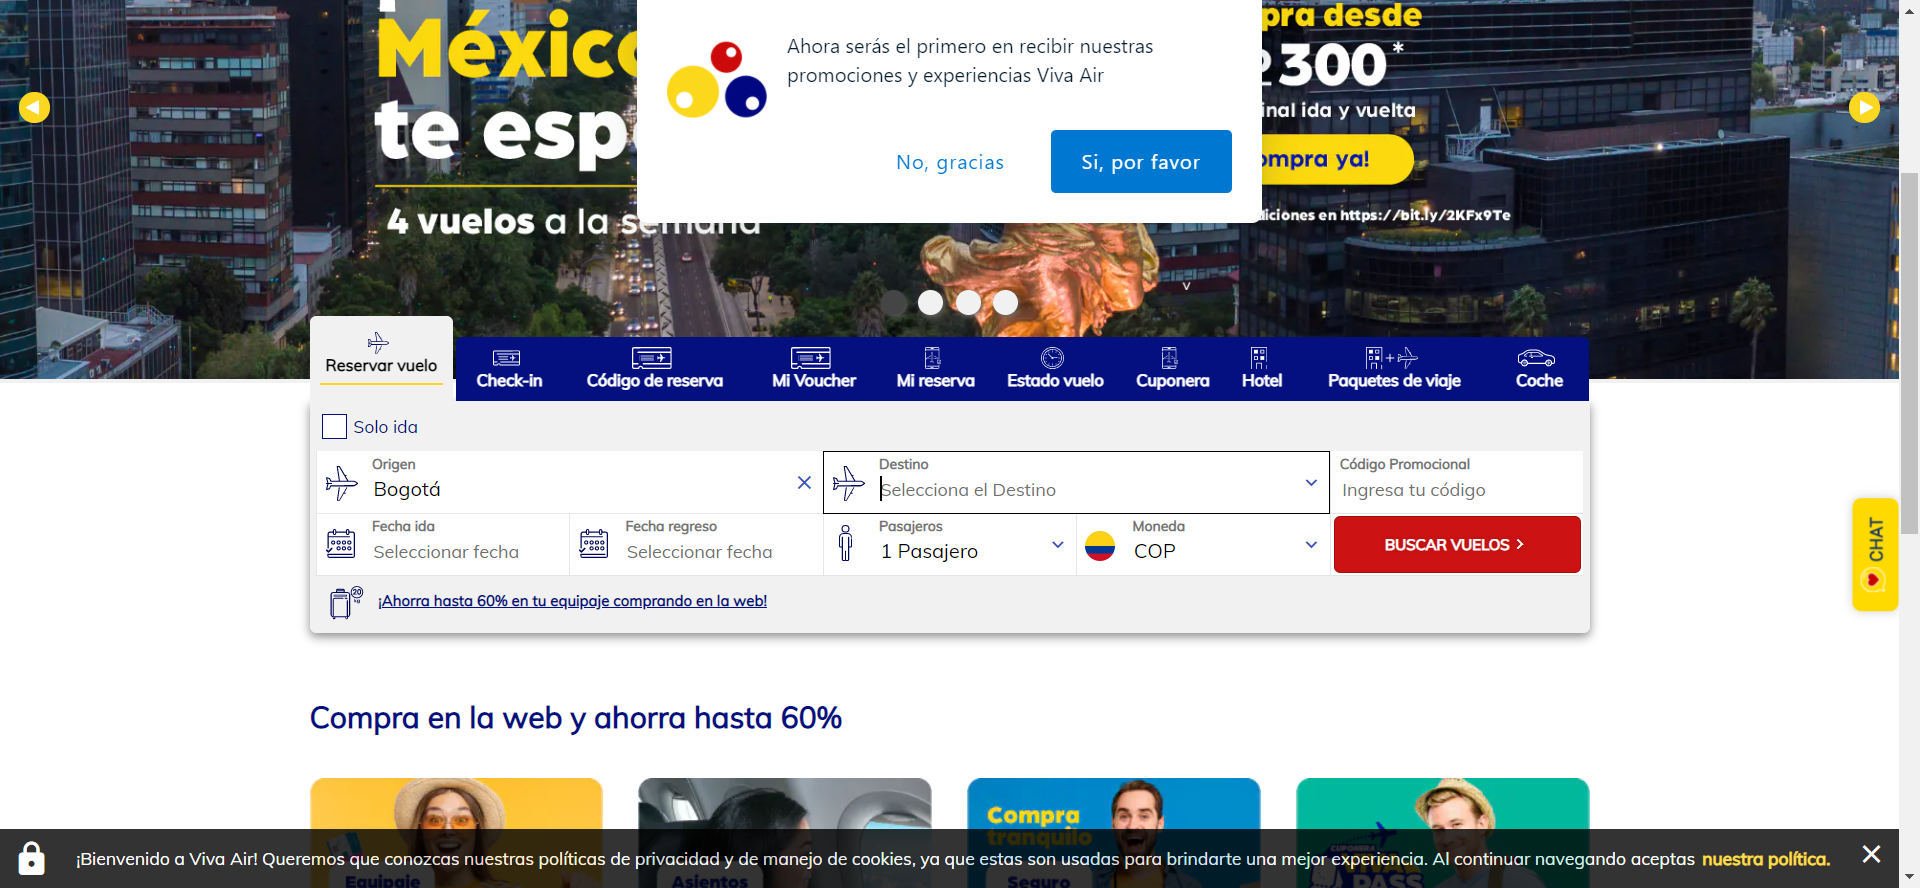 México
te esp
4 vuelos a la semana
Ahora serás el primero en recibir nuestras
promociones y experiencias Viva Air
No, gracias
Si, por favor
pra desde
300*
inal ida y vuelta
ompra ya!
diciones en https://bit.ly/2KFx9Te
v
Reservar vuelo
Check-in
Código de reserva
Mi Voucher
Mi reserva
Estado vuelo
Cuponera
Hotel
Paquetes de viaje
Coche
Solo ida
Origen
Bogotá
Destino
Selecciona el Destino
Código Promocional
Ingresa tu código
Fecha ida
Seleccionar fecha
Fecha regreso
Seleccionar fecha
Pasajeros
1 Pasajero
Moneda
COP
BUSCAR VUELOS >
20
kg
¡Ahorra hasta 60% en tu equipaje comprando en la web!
CHAT
Compra en la web y ahorra hasta 60%
Compra
tranquilo
CUPONERA
VIVA
PASS
Equipaje
Asientos
Seguro
¡Bienvenido a Viva Air! Queremos que conozcas nuestras políticas de privacidad y de manejo de cookies, ya que estas son usadas para brindarte una mejor experiencia. Al continuar navegando aceptas nuestra política.